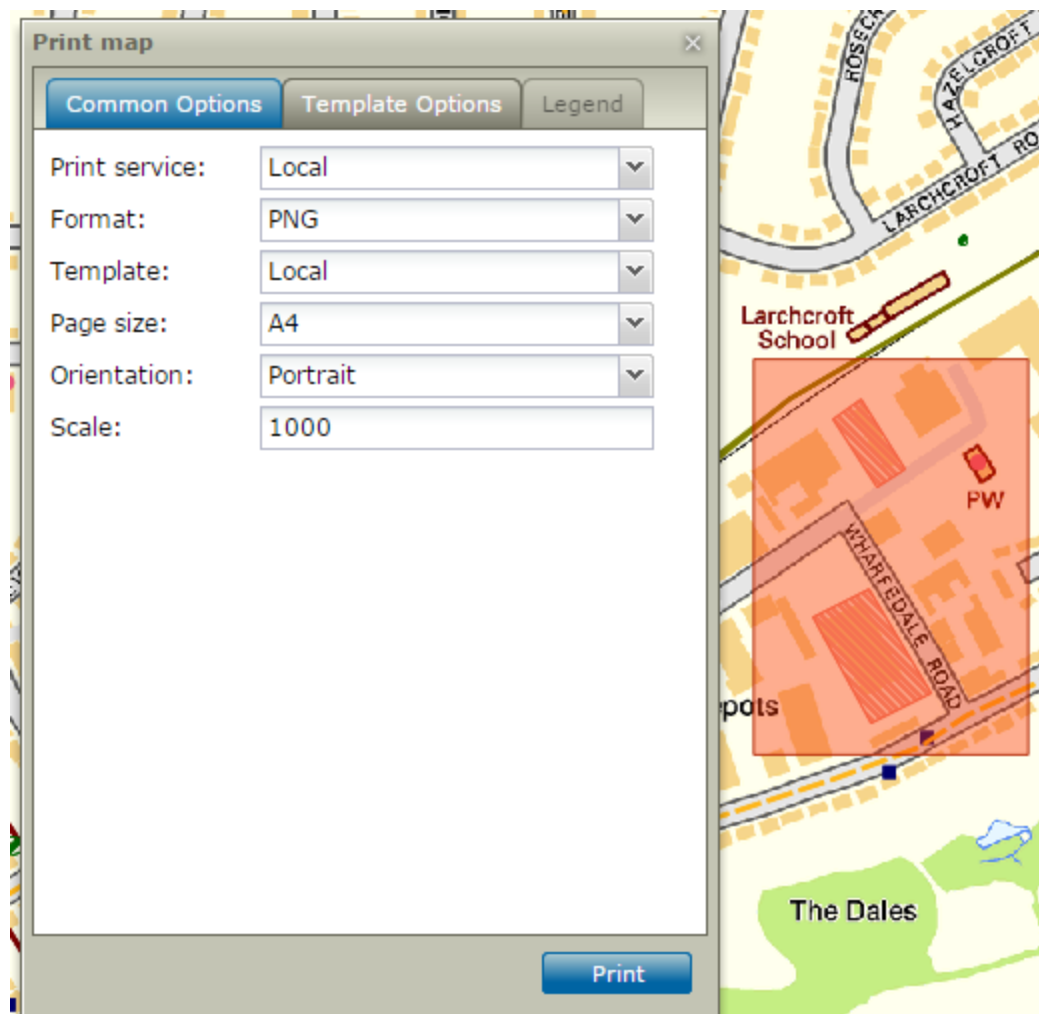 Print map
Common Options
Template Options
Legend
Print service:
Local
Format:
PNG
Template:
Local
Page size:
A4
Orientation:
Portrait
Scale:
1000
Print
HAZELCROFT
LARCHCROFT RO
Larchcroft
School
PW
WHARFEDALE ROAD
The Dales